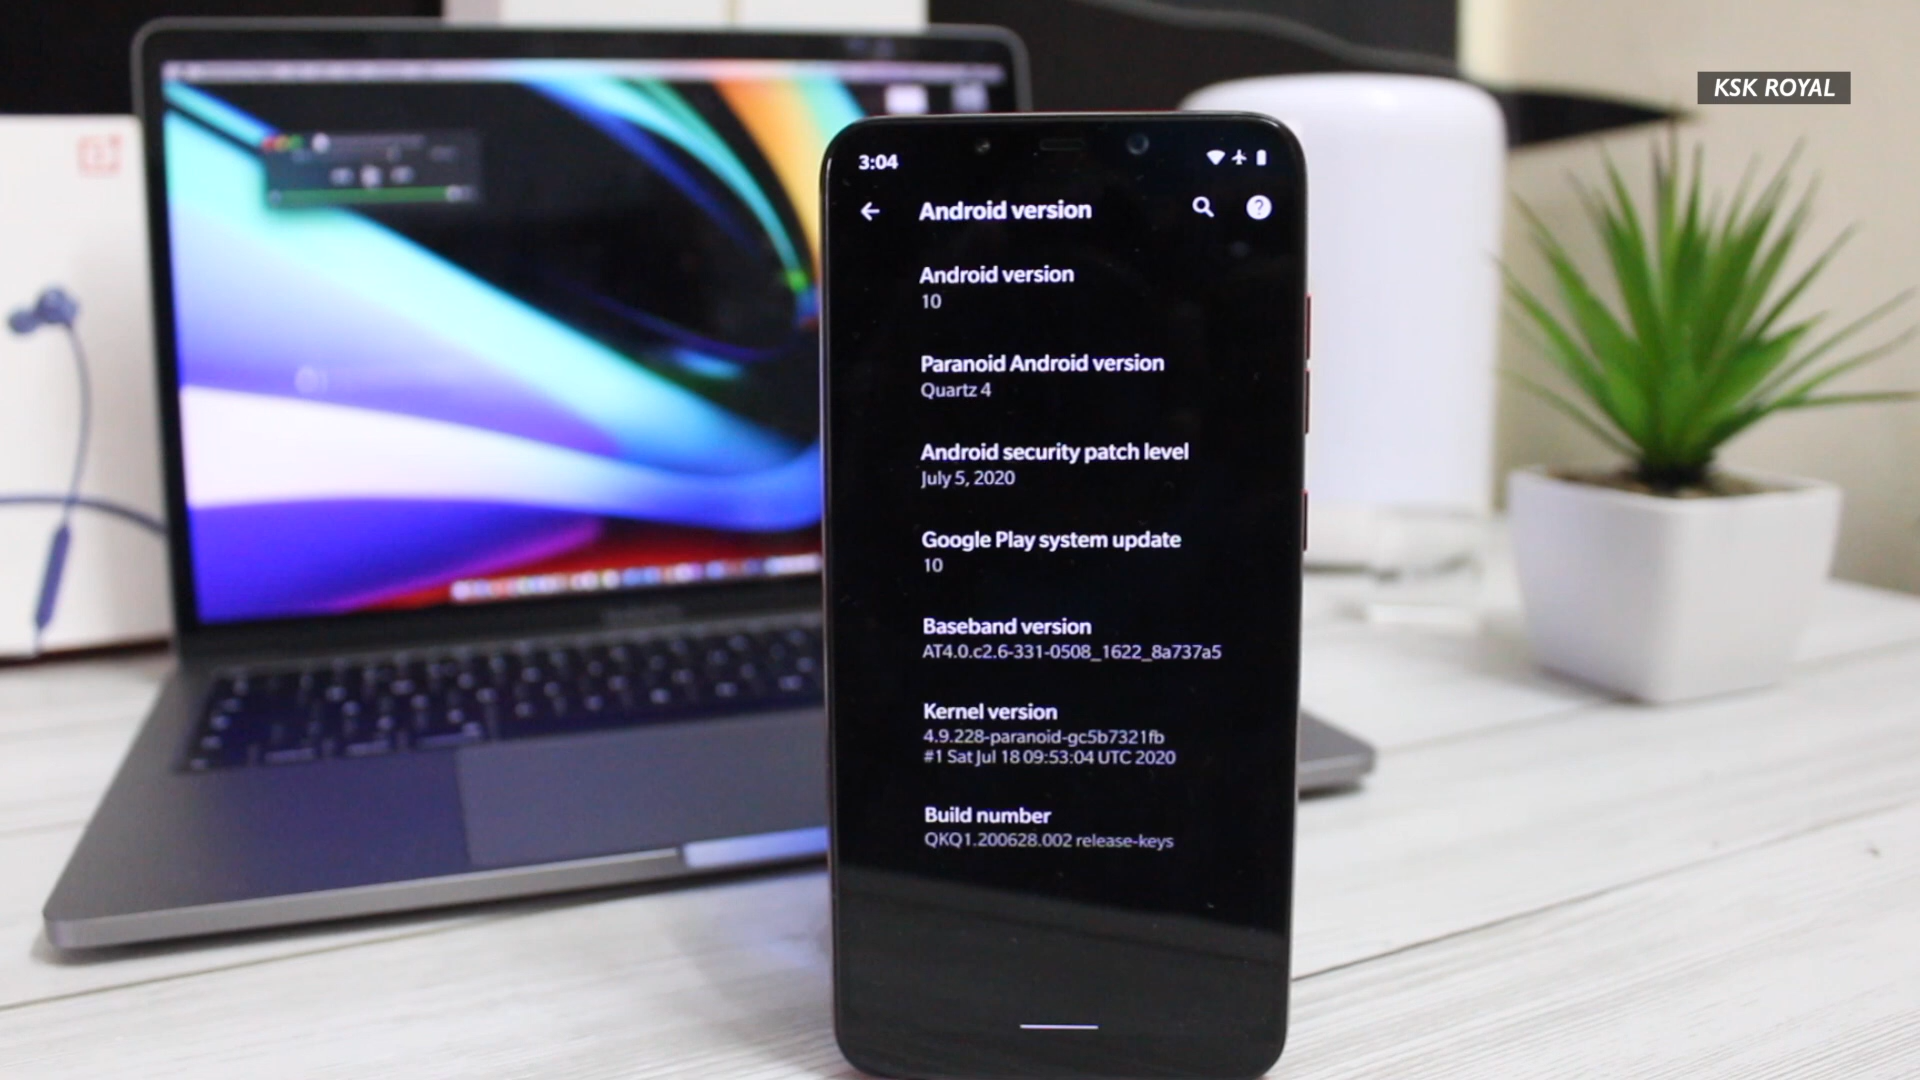 KSK ROYAL
3:04
Android version
Android version
10
Paranoid Android version
Quartz 4
Android security patch level
July 5, 2020
Google Play system update
10
Baseband version
AT4.0.c2.6-331-0508_1622_8a737a5
Kernel version
4.9.228-paranoid-gc5b7321fb
#1 Sat Jul 18 09:53:04 UTC 2020
Build number
QKQ1.200628.002 release-keys